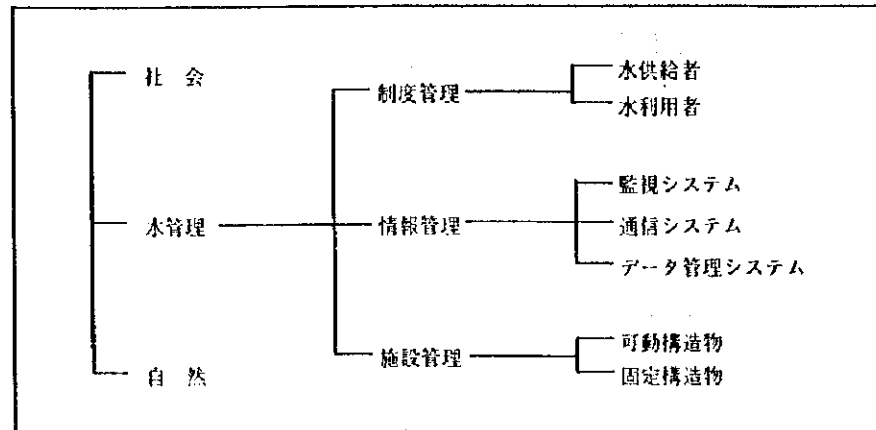 社 会
制度管理
水供給者
水利用者
水管理
情報管理
監視システム
通信システム
データ管理システム
自 然
施設管理
可動構造物
固定構造物